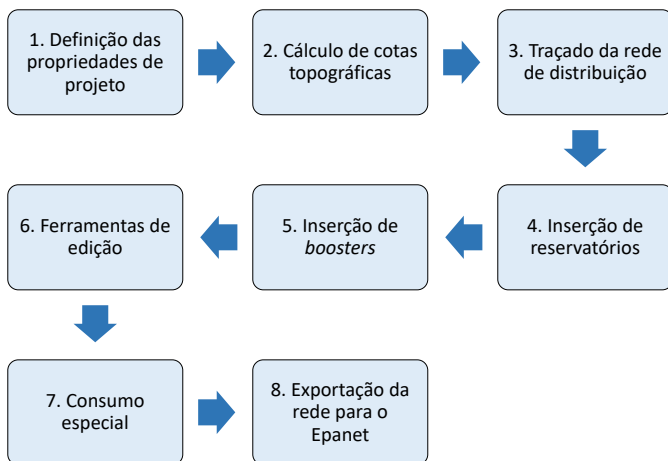 1. Definição das
propriedades de
projeto
2. Cálculo de cotas
topográficas
3. Traçado da rede
de distribuição
4. Inserção de
reservatórios
5. Inserção de
boosters
6. Ferramentas de
edição
7. Consumo
especial
8. Exportação da
rede para o
Epanet